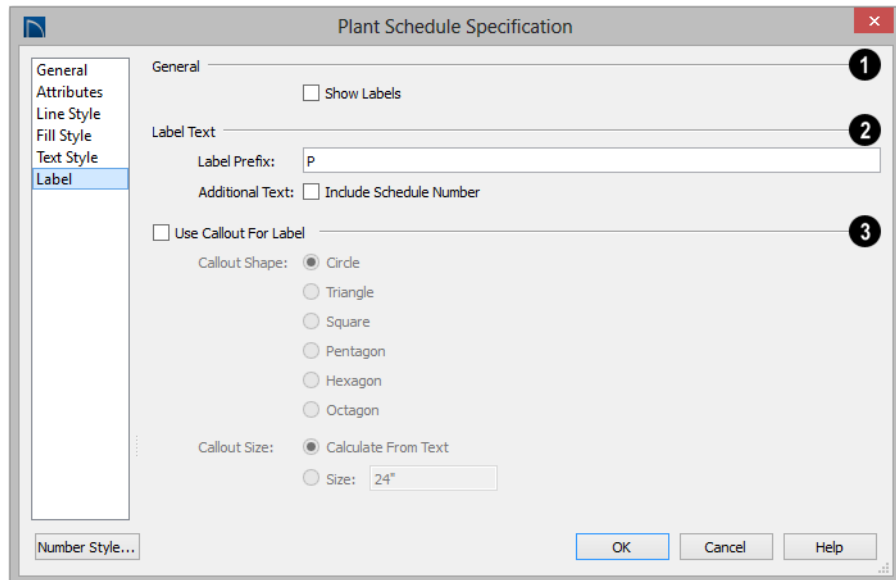 Plant Schedule Specification
General
Attributes
Line Style
Fill Style
Text Style
Label
General 1
Show Labels
Label Text 2
Label Prefix: P
Additional Text: Include Schedule Number
Use Callout For Label 3
Callout Shape: Circle
Triangle
Square
Pentagon
Hexagon
Octagon
Callout Size: Calculate From Text
Size: 24"
Number Style... OK Cancel Help